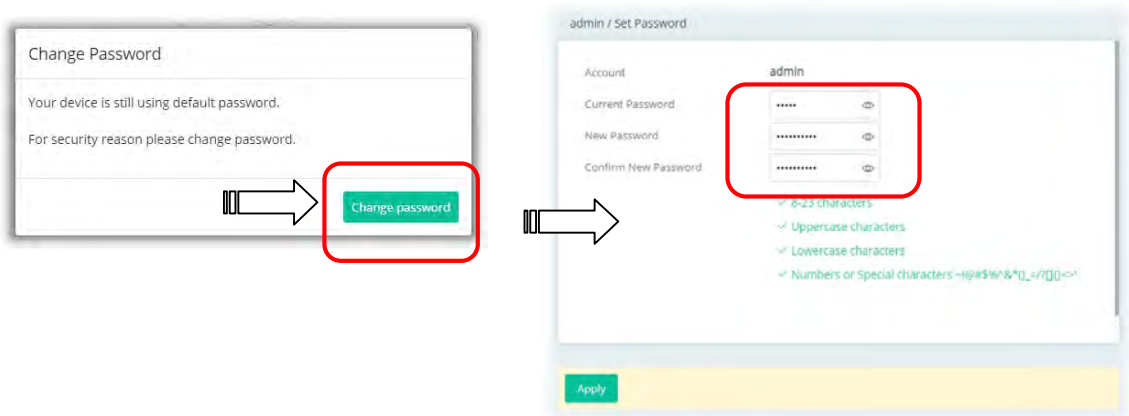 Change Password
Your device is still using default password.
For security reason please change password.
Change password
admin / Set Password
Account admin
Current Password •••••
New Password ••••••••••
Confirm New Password ••••••••••
✓ 8-23 characters
✓ Uppercase characters
✓ Lowercase characters
✓ Numbers or Special characters
Apply